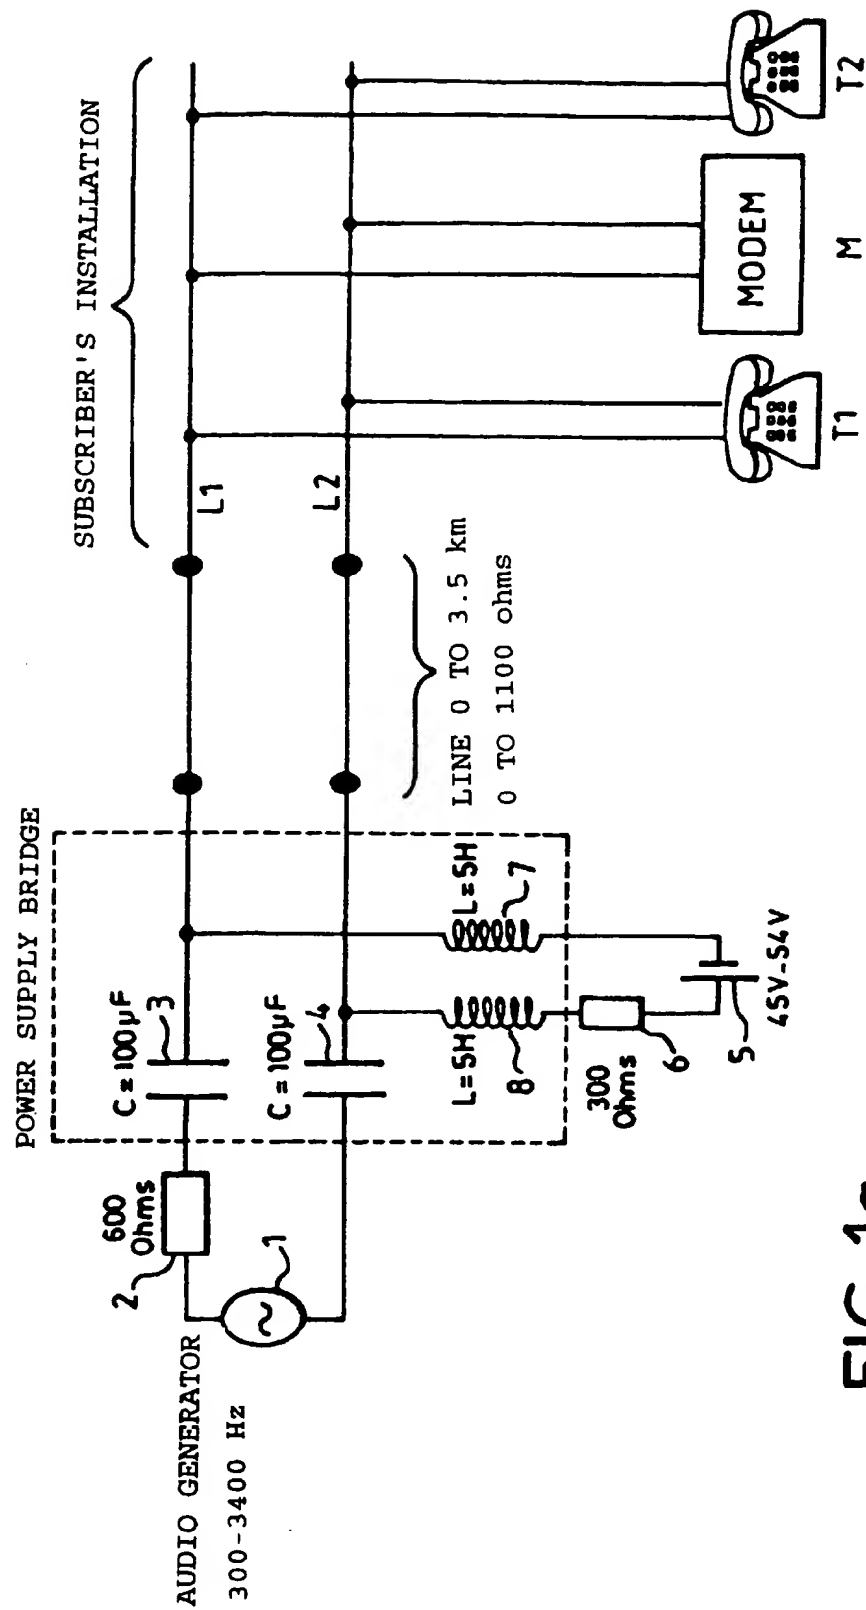 POWER SUPPLY BRIDGE
SUBSCRIBER'S INSTALLATION
AUDIO GENERATOR
300-3400 Hz
600
Ohms
2
1
C=100µF
3
C=100µF
4
L1
L2
LINE 0 TO 3.5 km
0 TO 1100 ohms
L=5H
8
L=5H
7
300
Ohms
6
5
45V-54V
T1
MODEM
M
T2